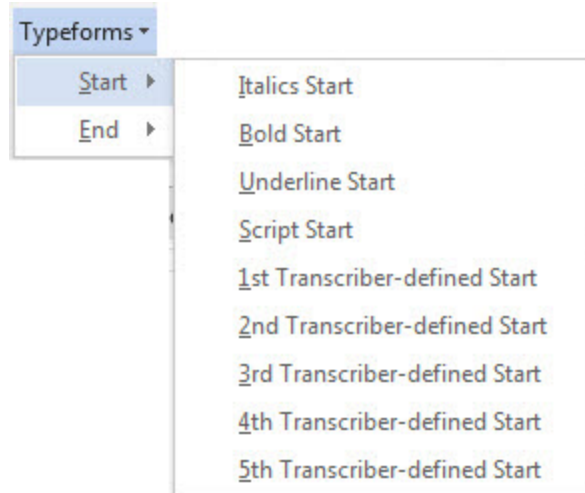 Typeforms
Start
End
Italics Start
Bold Start
Underline Start
Script Start
1st Transcriber-defined Start
2nd Transcriber-defined Start
3rd Transcriber-defined Start
4th Transcriber-defined Start
5th Transcriber-defined Start